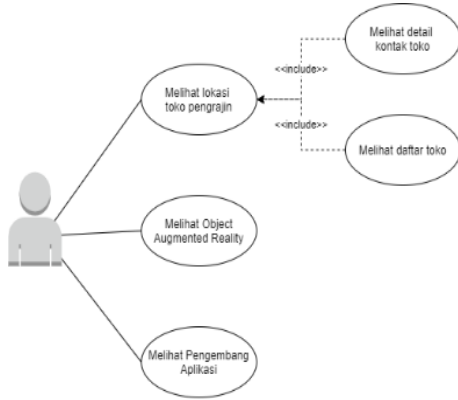 Melihat detail
kontak toko
<<include>>
Melihat lokasi
toko pengrajin
<<include>>
Melihat daftar toko
Melihat Object
Augmented Reality
Melihat Pengembang
Aplikasi